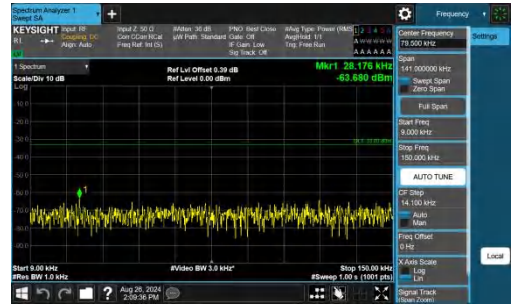 Spectrum Analyzer 1
Swept SA
+
Frequency
KEYSIGHT Input: RF
Coupling: DC
Align: Auto
Input Z: 50 Ω
Corr CCorr RCal
Freq Ref: Int (S)
#Atten: 30 dB
µW Path: Standard
PNO: Best Close
Gate: Off
IF Gain: Low
Sig Track: Off
#Avg Type: Power (RMS)
Avg|Hold: 1/1
Trig: Free Run
1 2 3 4 5 6
A W W W W W
A A A A A A
1 Spectrum
Scale/Div 10 dB
Log
Ref Lvl Offset 0.39 dB
Ref Level 0.00 dBm
Mkr1 28.176 kHz
-63.680 dBm
-10.0
-20.0
-30.0
-40.0
-50.0
-60.0
-70.0
-80.0
-90.0
1
Start 9.00 kHz
#Res BW 1.0 kHz
#Video BW 3.0 kHz*
Stop 150.00 kHz
#Sweep 1.00 s (1001 pts)
Center Frequency
79.500 kHz
Settings
Span
141.000000 kHz
Swept Span
Zero Span
Full Span
Start Freq
9.000 kHz
Stop Freq
150.000 kHz
AUTO TUNE
CF Step
14.100 kHz
Auto
Man
Freq Offset
0 Hz
X Axis Scale
Log
Lin
Signal Track
(Span Zoom)
Local
?
Aug 26, 2024
2:09:36 PM